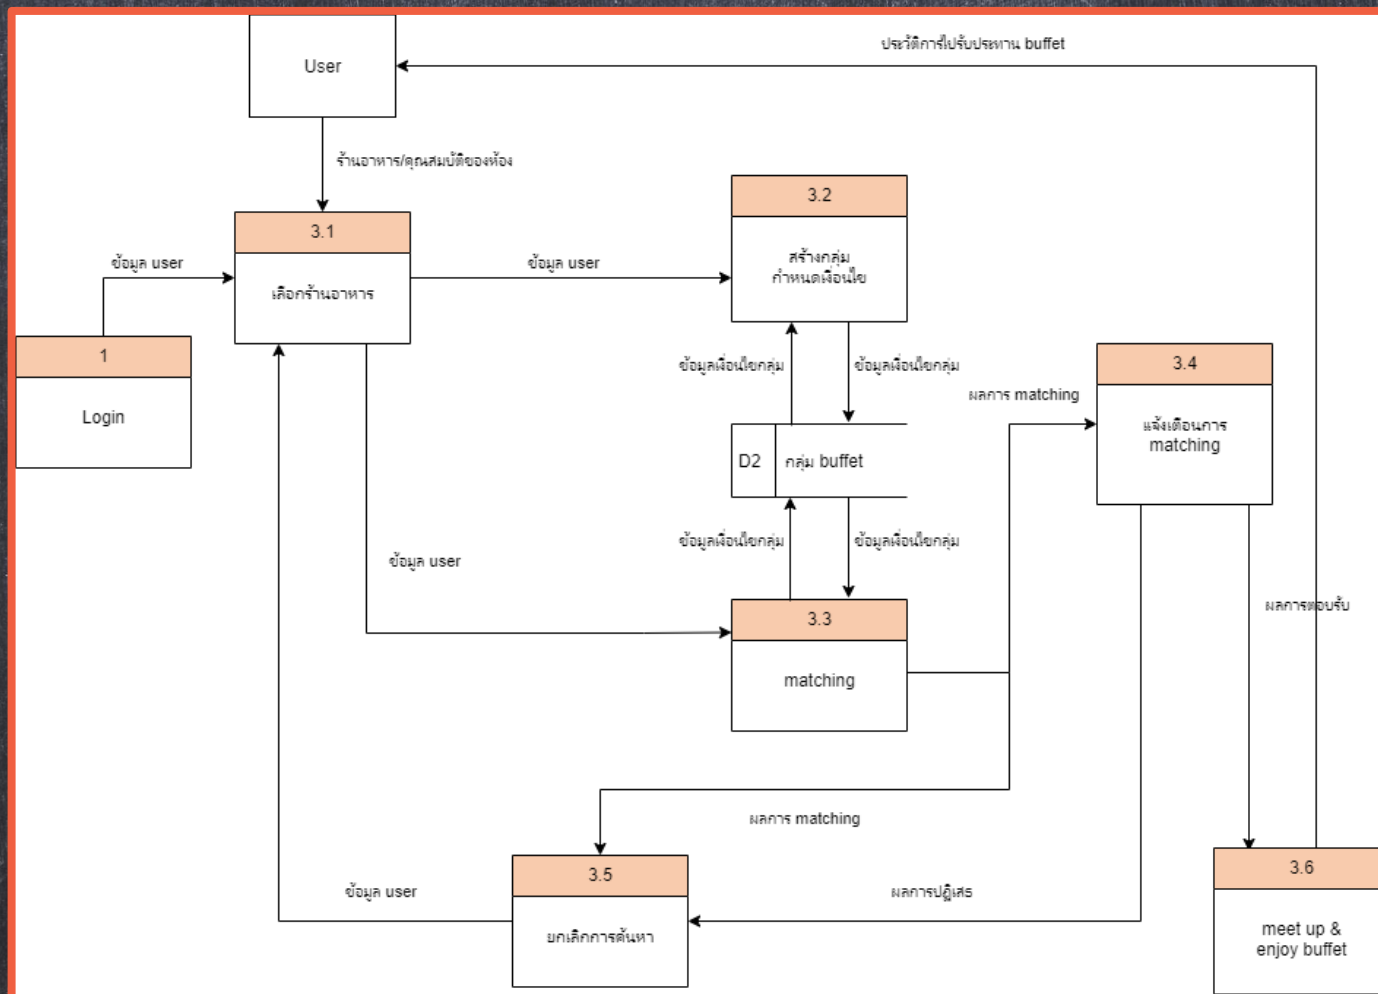 ประวัติการไปรับประทาน buffet
User
ร้านอาหาร/คุณสมบัติของห้อง
3.2
สร้างกลุ่ม
กำหนดเงื่อนไข
3.1
เลือกร้านอาหาร
ข้อมูล user
ข้อมูล user
1
Login
ข้อมูลเงื่อนไขกลุ่ม
ข้อมูลเงื่อนไขกลุ่ม
3.4
แจ้งเตือนการ
matching
ผลการ matching
D2
กลุ่ม buffet
ข้อมูลเงื่อนไขกลุ่ม
ข้อมูลเงื่อนไขกลุ่ม
ข้อมูล user
ผลการตอบรับ
3.3
matching
ผลการ matching
3.5
ยกเลิกการค้นหา
ข้อมูล user
ผลการปฏิเสธ
3.6
meet up &
enjoy buffet